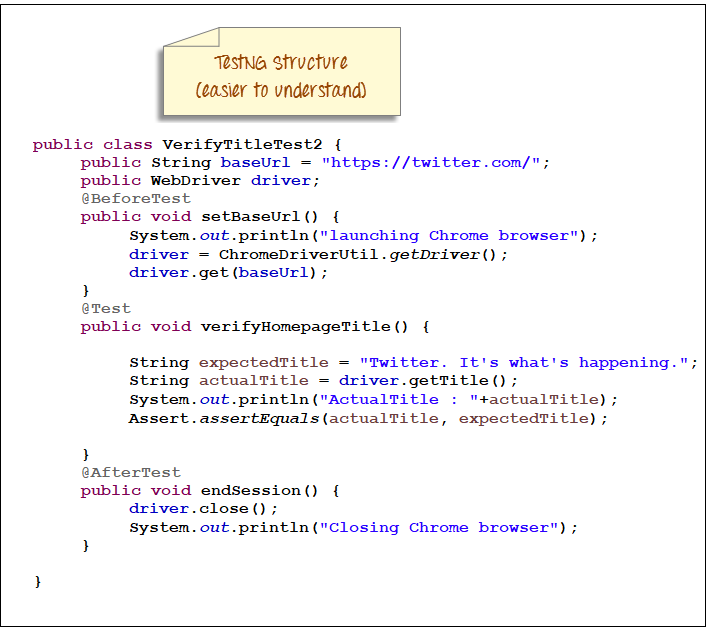 TestNG Structure
(easier to understand)
public class VerifyTitleTest2 {
public String baseUrl = "https://twitter.com/";
public WebDriver driver;
@BeforeTest
public void setBaseUrl() {
System.out.println("launching Chrome browser");
driver = ChromeDriverUtil.getDriver();
driver.get(baseUrl);
}
@Test
public void verifyHomepageTitle() {
String expectedTitle = "Twitter. It's what's happening.";
String actualTitle = driver.getTitle();
System.out.println("ActualTitle : "+actualTitle);
Assert.assertEquals(actualTitle, expectedTitle);
}
@AfterTest
public void endSession() {
driver.close();
System.out.println("Closing Chrome browser");
}
}